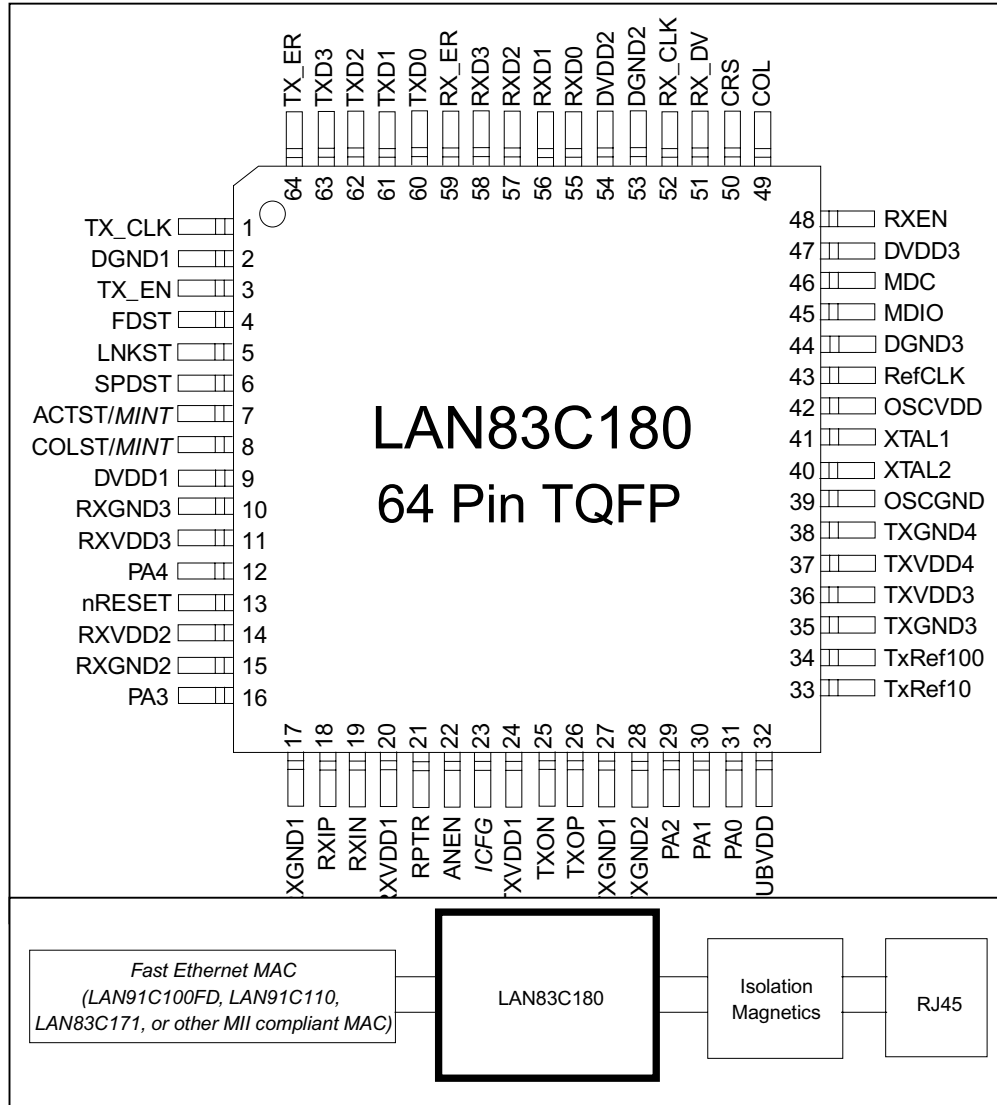 TX_ER
TXD3
TXD2
TXD1
TXD0
RX_ER
RXD3
RXD2
RXD1
RXD0
DVDD2
DGND2
RX_CLK
RX_DV
CRS
COL
64
63
62
61
60
59
58
57
56
55
54
53
52
51
50
49
TX_CLK 1
DGND1 2
TX_EN 3
FDST 4
LNKST 5
SPDST 6
ACTST/MINT 7
COLST/MINT 8
DVDD1 9
RXGND3 10
RXVDD3 11
PA4 12
nRESET 13
RXVDD2 14
RXGND2 15
PA3 16
LAN83C180
64 Pin TQFP
48 RXEN
47 DVDD3
46 MDC
45 MDIO
44 DGND3
43 RefCLK
42 OSCVDD
41 XTAL1
40 XTAL2
39 OSCGND
38 TXGND4
37 TXVDD4
36 TXVDD3
35 TXGND3
34 TxRef100
33 TxRef10
17
18
19
20
21
22
23
24
25
26
27
28
29
30
31
32
XGND1
RXIP
RXIN
RXVDD1
RPTR
ANEN
ICFG
TXVDD1
TXON
TXOP
XGND1
XGND2
PA2
PA1
PA0
UBVDD
Fast Ethernet MAC
(LAN91C100FD, LAN91C110,
LAN83C171, or other MII compliant MAC)
LAN83C180
Isolation
Magnetics
RJ45